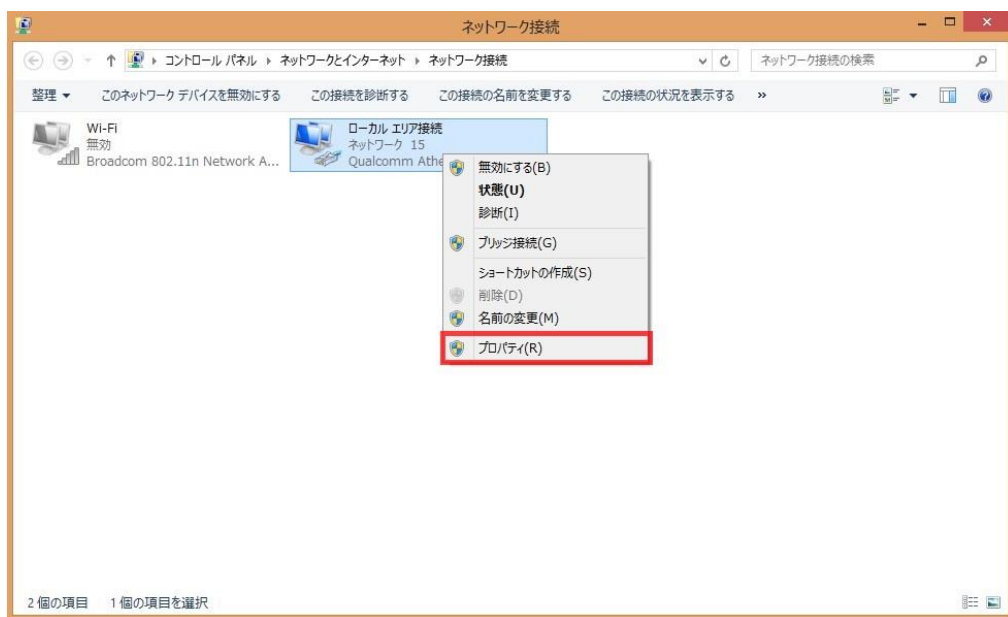 ネットワーク接続
コントロール パネル ▸ ネットワークとインターネット ▸ ネットワーク接続
ネットワーク接続の検索
整理 このネットワーク デバイスを無効にする この接続を診断する この接続の名前を変更する この接続の状況を表示する »
Wi-Fi
無効
Broadcom 802.11n Network A...
ローカル エリア接続
ネットワーク 15
Qualcomm Athe
無効にする(B)
状態(U)
診断(I)
ブリッジ接続(G)
ショートカットの作成(S)
削除(D)
名前の変更(M)
プロパティ(R)
2 個の項目 1 個の項目を選択